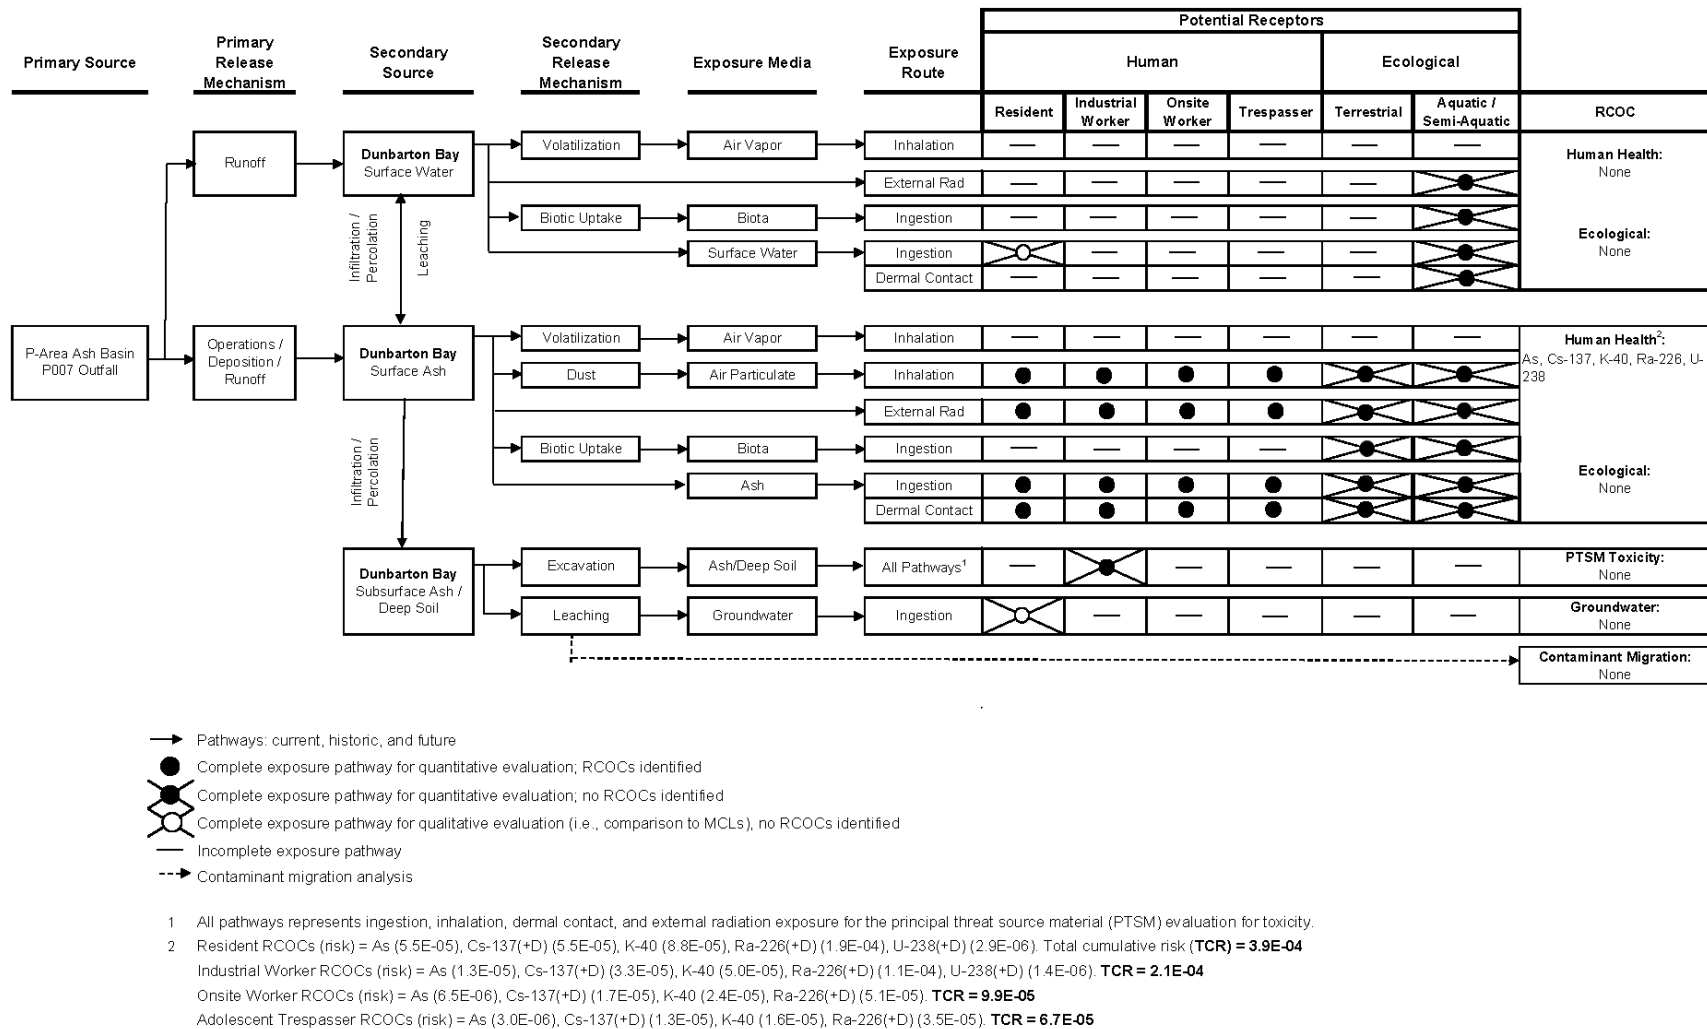 Potential Receptors
Primary Source
Primary
Release
Mechanism
Secondary
Source
Secondary
Release
Mechanism
Exposure Media
Exposure
Route
Human
Ecological
Resident
Industrial
Worker
Onsite
Worker
Trespasser
Terrestrial
Aquatic /
Semi-Aquatic
RCOC
Runoff
Dunbarton Bay
Surface Water
Volatilization
Air Vapor
Inhalation
— — — — — —
External Rad
— — — — —
Biotic Uptake
Biota
Ingestion
— — — — —
Surface Water
Ingestion
— — — —
Dermal Contact
— — — — —
Human Health:
None
Ecological:
None
Infiltration /
Percolation
Leaching
P-Area Ash Basin
P007 Outfall
Operations /
Deposition /
Runoff
Dunbarton Bay
Surface Ash
Volatilization
Air Vapor
Inhalation
— — — — — —
Dust
Air Particulate
Inhalation
External Rad
Biotic Uptake
Biota
Ingestion
— — — —
Ash
Ingestion
Dermal Contact
Human Health²:
As, Cs-137, K-40, Ra-226, U-
238
Ecological:
None
Infiltration /
Percolation
Dunbarton Bay
Subsurface Ash /
Deep Soil
Excavation
Ash/Deep Soil
All Pathways¹
— — — — —
PTSM Toxicity:
None
Leaching
Groundwater
Ingestion
— — — — —
Groundwater:
None
Contaminant Migration:
None
Pathways: current, historic, and future
Complete exposure pathway for quantitative evaluation; RCOCs identified
Complete exposure pathway for quantitative evaluation; no RCOCs identified
Complete exposure pathway for qualitative evaluation (i.e., comparison to MCLs), no RCOCs identified
— Incomplete exposure pathway
Contaminant migration analysis
1 All pathways represents ingestion, inhalation, dermal contact, and external radiation exposure for the principal threat source material (PTSM) evaluation for toxicity.
2 Resident RCOCs (risk) = As (5.5E-05), Cs-137(+D) (5.5E-05), K-40 (8.8E-05), Ra-226(+D) (1.9E-04), U-238(+D) (2.9E-06). Total cumulative risk (TCR) = 3.9E-04
Industrial Worker RCOCs (risk) = As (1.3E-05), Cs-137(+D) (3.3E-05), K-40 (5.0E-05), Ra-226(+D) (1.1E-04), U-238(+D) (1.4E-06). TCR = 2.1E-04
Onsite Worker RCOCs (risk) = As (6.5E-06), Cs-137(+D) (1.7E-05), K-40 (2.4E-05), Ra-226(+D) (5.1E-05). TCR = 9.9E-05
Adolescent Trespasser RCOCs (risk) = As (3.0E-06), Cs-137(+D) (1.3E-05), K-40 (1.6E-05), Ra-226(+D) (3.5E-05). TCR = 6.7E-05